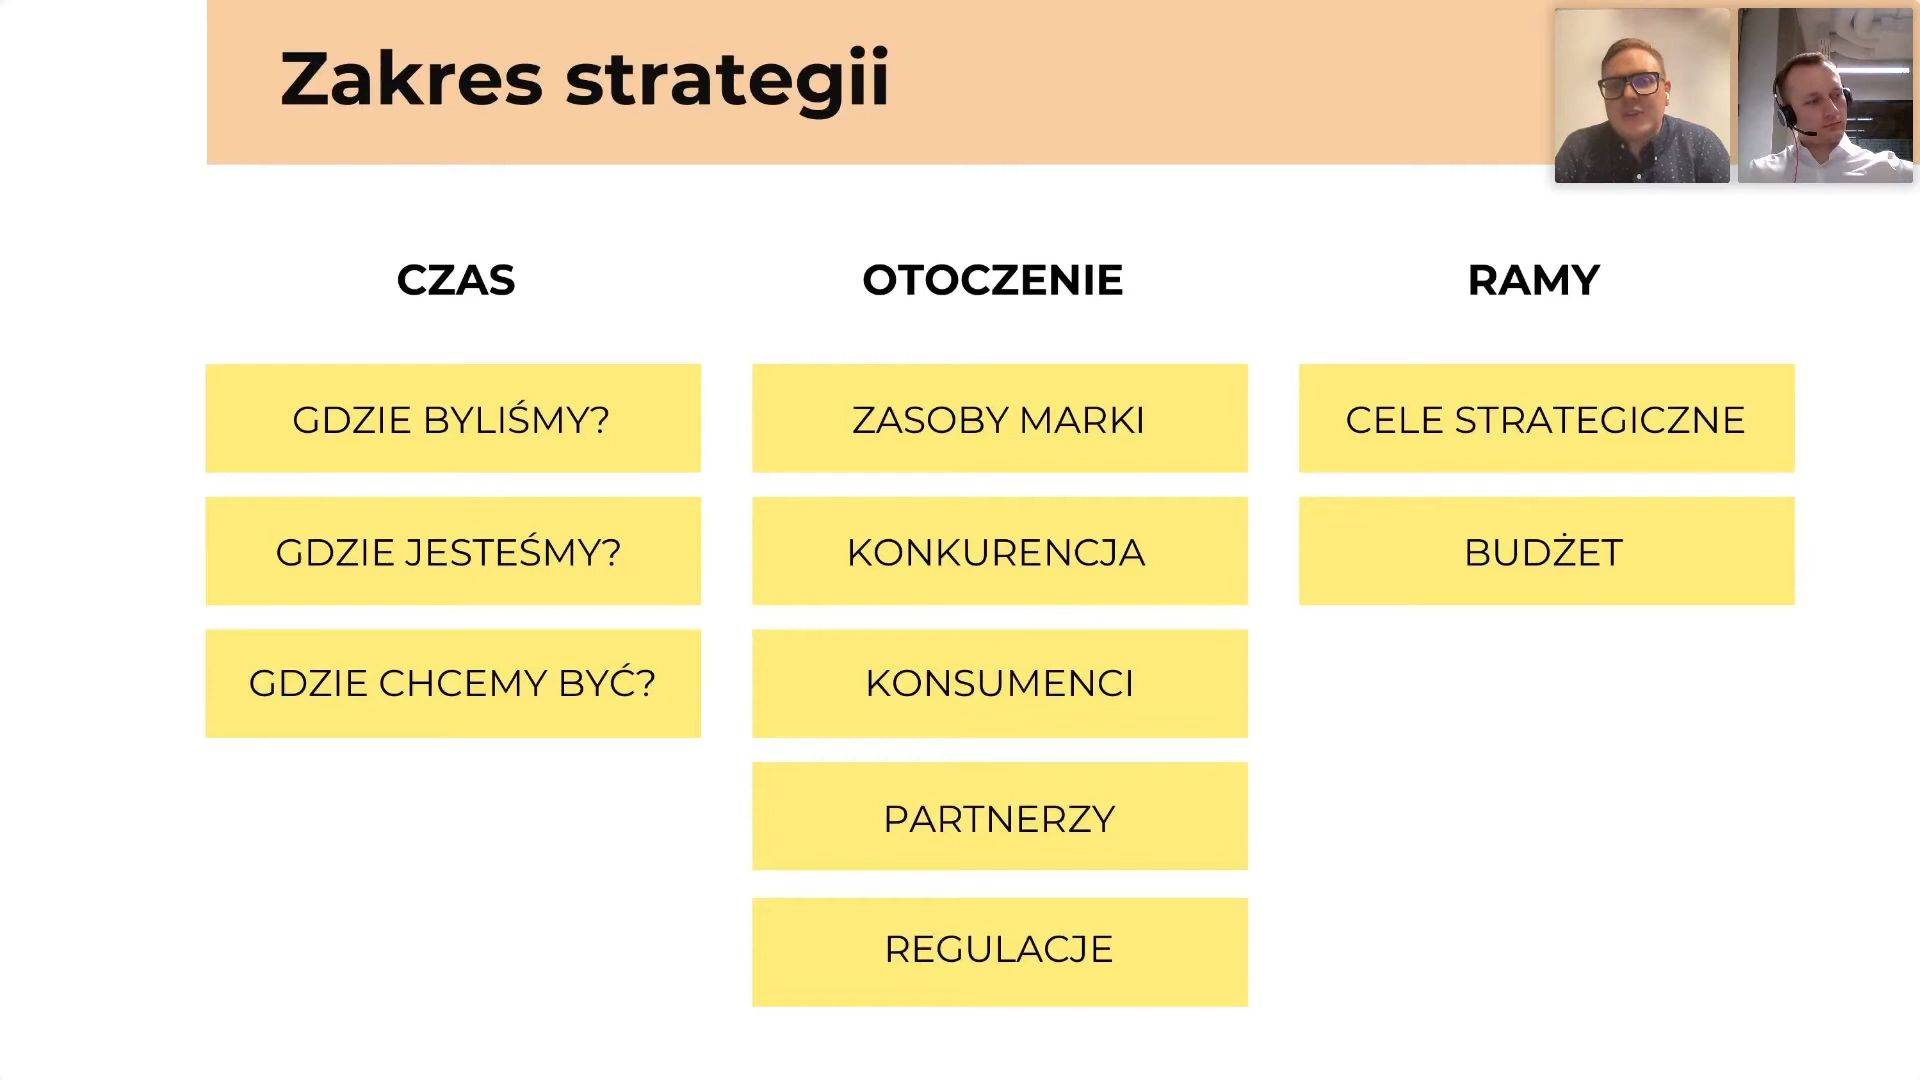 Zakres strategii
CZAS
GDZIE BYLIŚMY?
GDZIE JESTEŚMY?
GDZIE CHCEMY BYĆ?
OTOCZENIE
ZASOBY MARKI
KONKURENCJA
KONSUMENCI
PARTNERZY
REGULACJE
RAMY
CELE STRATEGICZNE
BUDŻET